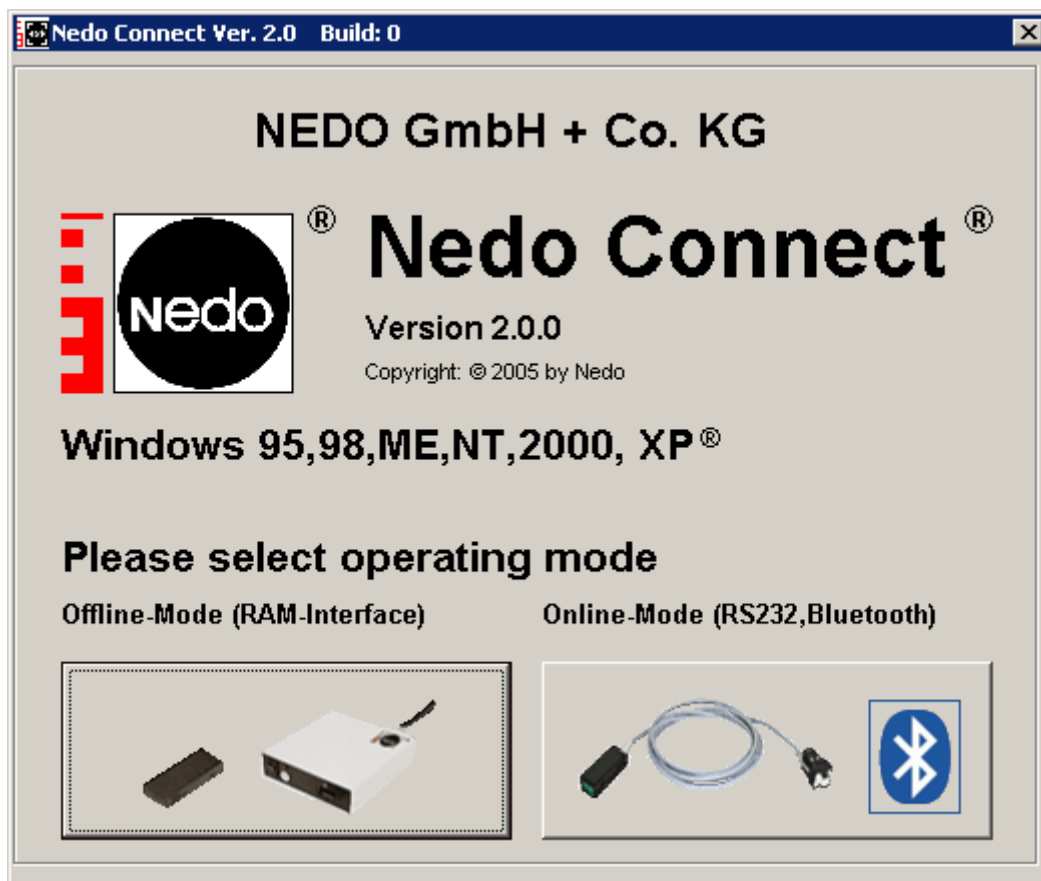 Nedo Connect Ver. 2.0 Build: 0
NEDO GmbH + Co. KG
Nedo
®
Nedo Connect ®
Version 2.0.0
Copyright: © 2005 by Nedo
Windows 95,98,ME,NT,2000, XP®
Please select operating mode
Offline-Mode (RAM-Interface)
Online-Mode (RS232,Bluetooth)